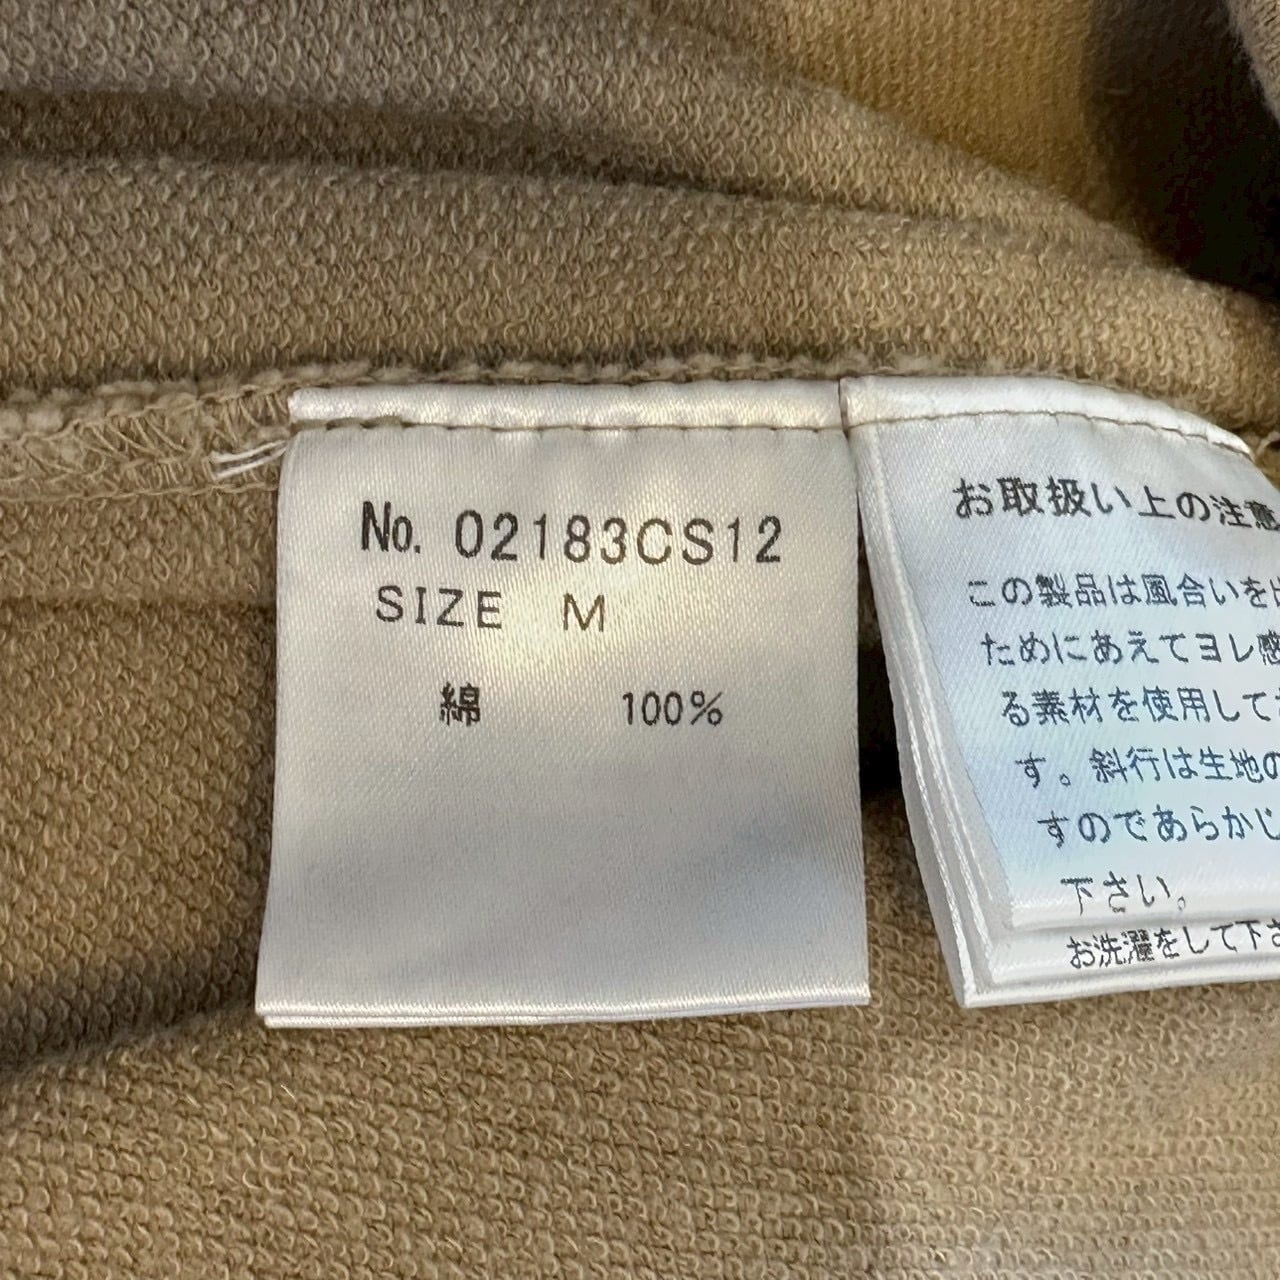 No. 02183CS12
SIZE M
綿 100%
お取扱い上の注意
この製品は風合いを
ためにあえてヨレ感
る素材を使用して
す。斜行は生地の
すのであらかじ
下さい。
お洗濯をして下さ